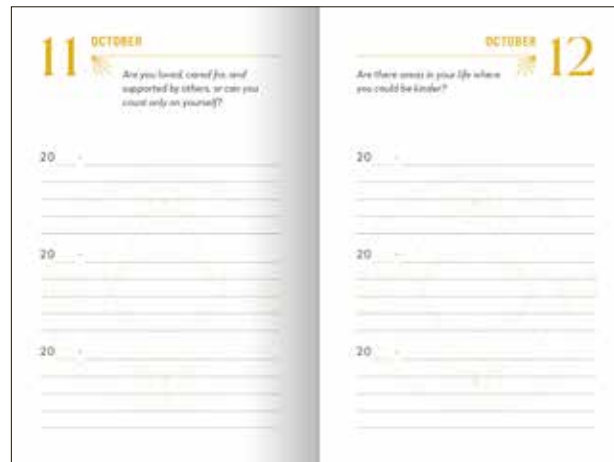 11 OCTOBER
Are you loved, cared for, and
supported by others, or can you
count only on yourself?
20
20
20
OCTOBER 12
Are there areas in your life where
you could be kinder?
20
20
20